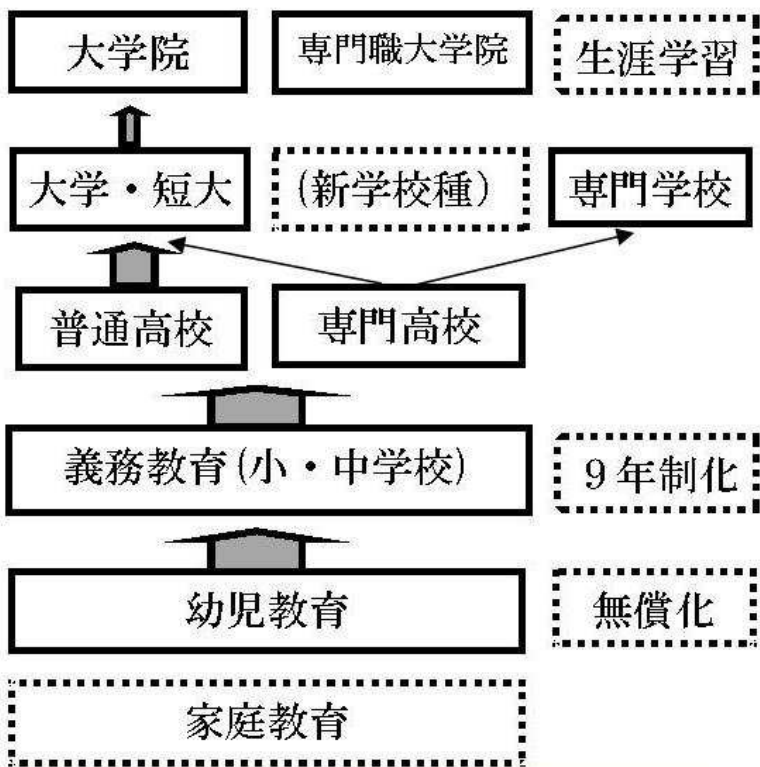 大学院 専門職大学院 生涯学習
大学・短大 (新学校種) 専門学校
普通高校 専門高校
義務教育(小・中学校) 9年制化
幼児教育 無償化
家庭教育